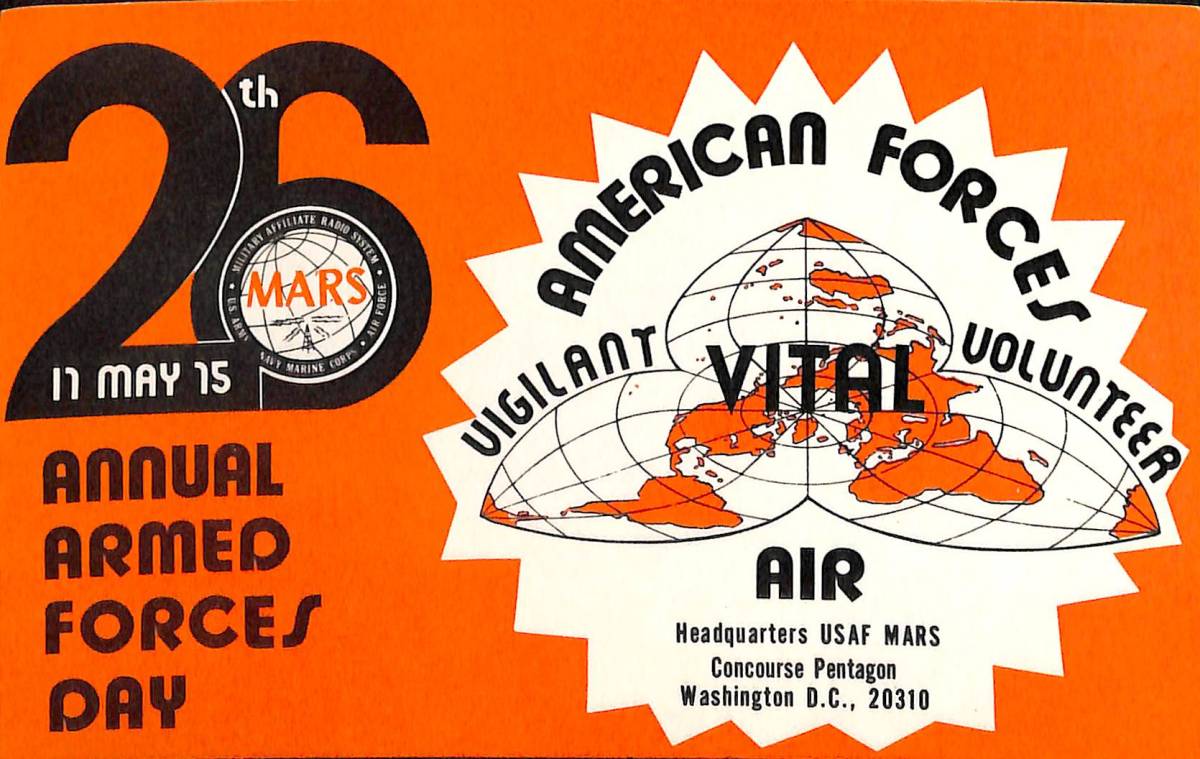 26th
MILITARY AFFILIATE RADIO SYSTEM
MARS
U.S. ARMY NAVY MARINE CORPS • AIR FORCE
17 MAY 75
ANNUAL
ARMED
FORCES
DAY
AMERICAN FORCES
VIGILANT VITAL VOLUNTEER
AIR
Headquarters USAF MARS
Concourse Pentagon
Washington D.C., 20310